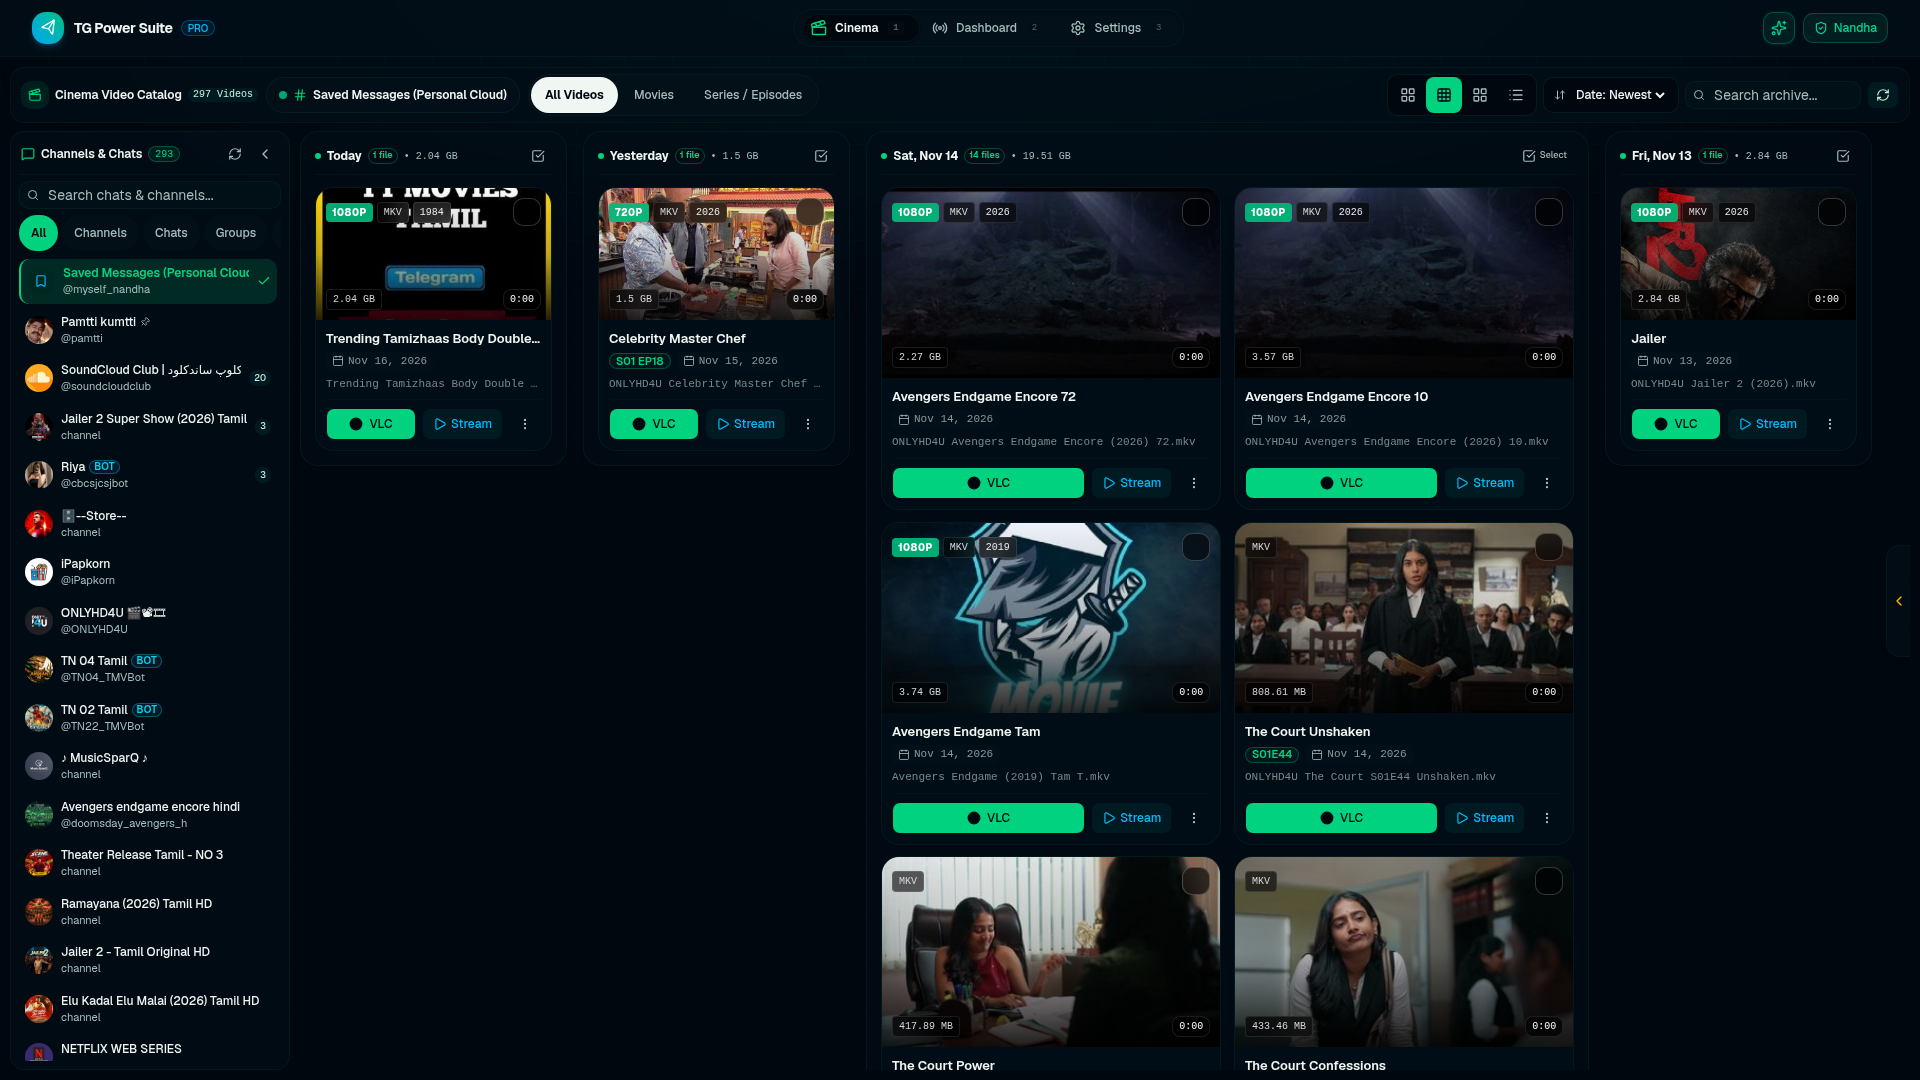 TG Power Suite PRO
Cinema 1
Dashboard 2
Settings 3
Nandha
Cinema Video Catalog 297 Videos
# Saved Messages (Personal Cloud)
All Videos
Movies
Series / Episodes
Date: Newest
Search archive...
Channels & Chats 293
Search chats & channels...
All
Channels
Chats
Groups
Saved Messages (Personal Cloud
@myself_nandha
Pamtti kumtti
@pamtti
SoundCloud Club | کلوپ ساندکلود
@soundcloudclub
20
Jailer 2 Super Show (2026) Tamil
channel
3
Riya BOT
@cbcsjcsjbot
3
--Store--
channel
iPapkorn
@iPapkorn
ONLYHD4U
@ONLYHD4U
TN 04 Tamil BOT
@TN04_TMVBot
TN 02 Tamil BOT
@TN22_TMVBot
♪ MusicSparQ ♪
channel
Avengers endgame encore hindi
@doomsday_avengers_h
Theater Release Tamil - NO 3
channel
Ramayana (2026) Tamil HD
channel
Jailer 2 - Tamil Original HD
channel
Elu Kadal Elu Malai (2026) Tamil HD
channel
NETFLIX WEB SERIES
Today 1 file • 2.04 GB
MOVIES
TAMIL
1080P MKV 1984
Telegram
2.04 GB
0:00
Trending Tamizhaas Body Double...
Nov 16, 2026
Trending Tamizhaas Body Double …
VLC
Stream
Yesterday 1 file • 1.5 GB
720P MKV 2026
1.5 GB
0:00
Celebrity Master Chef
S01 EP18 Nov 15, 2026
ONLYHD4U Celebrity Master Chef …
VLC
Stream
Sat, Nov 14 14 files • 19.51 GB
Select
1080P MKV 2026
2.27 GB
0:00
Avengers Endgame Encore 72
Nov 14, 2026
ONLYHD4U Avengers Endgame Encore (2026) 72.mkv
VLC
Stream
1080P MKV 2026
3.57 GB
0:00
Avengers Endgame Encore 10
Nov 14, 2026
ONLYHD4U Avengers Endgame Encore (2026) 10.mkv
VLC
Stream
1080P MKV 2019
MOVIE
3.74 GB
0:00
Avengers Endgame Tam
Nov 14, 2026
Avengers Endgame (2019) Tam T.mkv
VLC
Stream
MKV
808.61 MB
0:00
The Court Unshaken
S01E44 Nov 14, 2026
ONLYHD4U The Court S01E44 Unshaken.mkv
VLC
Stream
MKV
417.89 MB
0:00
The Court Power
MKV
433.46 MB
0:00
The Court Confessions
Fri, Nov 13 1 file • 2.84 GB
1080P MKV 2026
2.84 GB
0:00
Jailer
Nov 13, 2026
ONLYHD4U Jailer 2 (2026).mkv
VLC
Stream